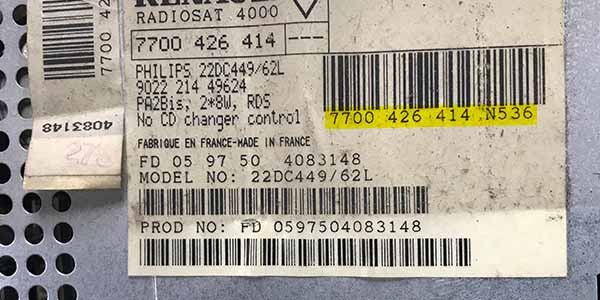 RENAULT
RADIOSAT 4000
7700 426 414 ---
PHILIPS 22DC449/62L
9022 214 49624
PA2Bis, 2*8W, RDS
No CD changer control
7700 426 414 N536
FABRIQUE EN FRANCE-MADE IN FRANCE
FD 05 97 50 4083148
MODEL NO: 22DC449/62L
PROD NO: FD 0597504083148
7700 42
4083148